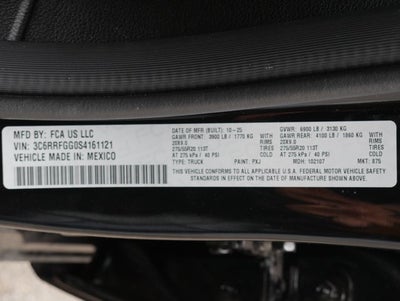 MFD BY: FCA US LLC
VIN: 3C6RRFGG0S4161121
VEHICLE MADE IN: MEXICO
DATE OF MFR (BUILT): 10-25 GVWR: 6900 LB / 3130 KG
GAWR FRONT: 3900 LB / 1770 KG GAWR REAR: 4100 LB / 1860 KG
20X9.0 RIMS 20X9.0 RIMS
275/55R20 113T TIRES 275/55R20 113T TIRES
AT 275 kPa / 40 PSI COLD AT 275 kPa / 40 PSI COLD
TYPE: TRUCK PAINT: PXJ MOH: 102107 MKT: 875
THIS VEHICLE CONFORMS TO ALL APPLICABLE U.S.A. FEDERAL MOTOR
VEHICLE SAFETY STANDARDS IN EFFECT ON THE DATE OF MANUFACTURE SHOWN ABOVE.